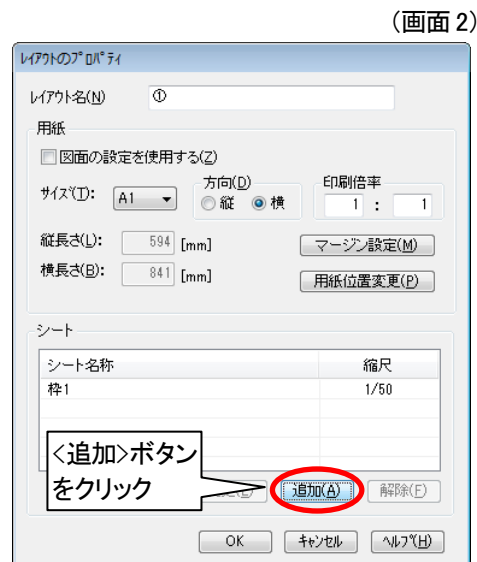 (画面2)
レイアウトのプロパティ
レイアウト名(N) ①
用紙
図面の設定を使用する(Z)
サイズ(T): A1 方向(D) 縦 横 印刷倍率 1 : 1
縦長さ(L): 594 [mm] マージン設定(M)
横長さ(B): 841 [mm] 用紙位置変更(P)
シート
シート名称 縮尺
枠1 1/50
<追加>ボタン
をクリック
追加(A) 解除(F)
OK キャンセル ヘルプ(H)